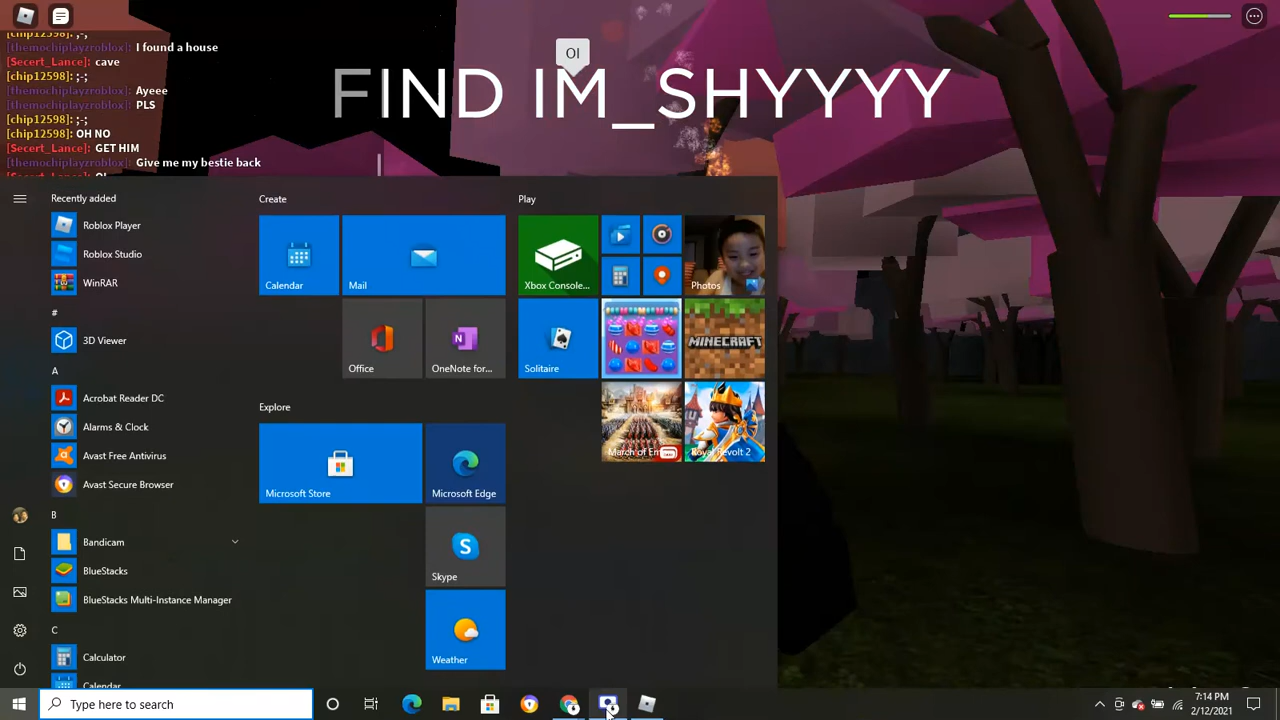 [chip12598]: ;-;
[themochiplayzroblox]: I found a house
[Secert_Lance]: cave
[chip12598]: ;-;
[themochiplayzroblox]: Ayeee
[themochiplayzroblox]: PLS
[chip12598]: ;-;
[chip12598]: OH NO
[Secert_Lance]: GET HIM
[themochiplayzroblox]: Give me my bestie back
[Secert_Lance]: OI
OI
FIND IM_SHYYYY
Recently added
Roblox Player
Roblox Studio
WinRAR
#
3D Viewer
A
Acrobat Reader DC
Alarms & Clock
Avast Free Antivirus
Avast Secure Browser
B
Bandicam
BlueStacks
BlueStacks Multi-Instance Manager
C
Calculator
Calendar
Create
Calendar
Mail
Office
OneNote for...
Explore
Microsoft Store
Microsoft Edge
Skype
Weather
Play
Xbox Console...
Photos
Solitaire
MINECRAFT
March of Em
Royal Revolt 2
Type here to search
7:14 PM
2/12/2021